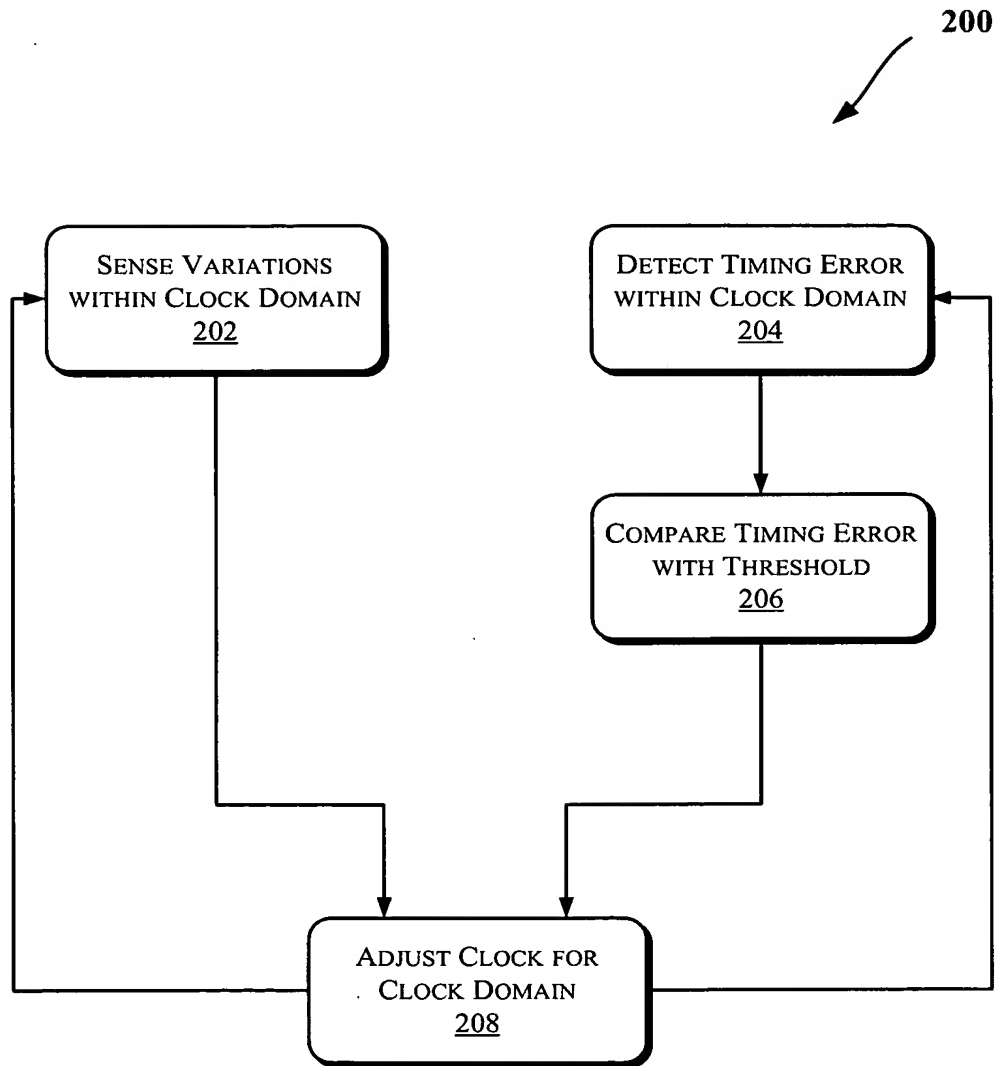 200
SENSE VARIATIONS
WITHIN CLOCK DOMAIN
202
DETECT TIMING ERROR
WITHIN CLOCK DOMAIN
204
COMPARE TIMING ERROR
WITH THRESHOLD
206
ADJUST CLOCK FOR
CLOCK DOMAIN
208